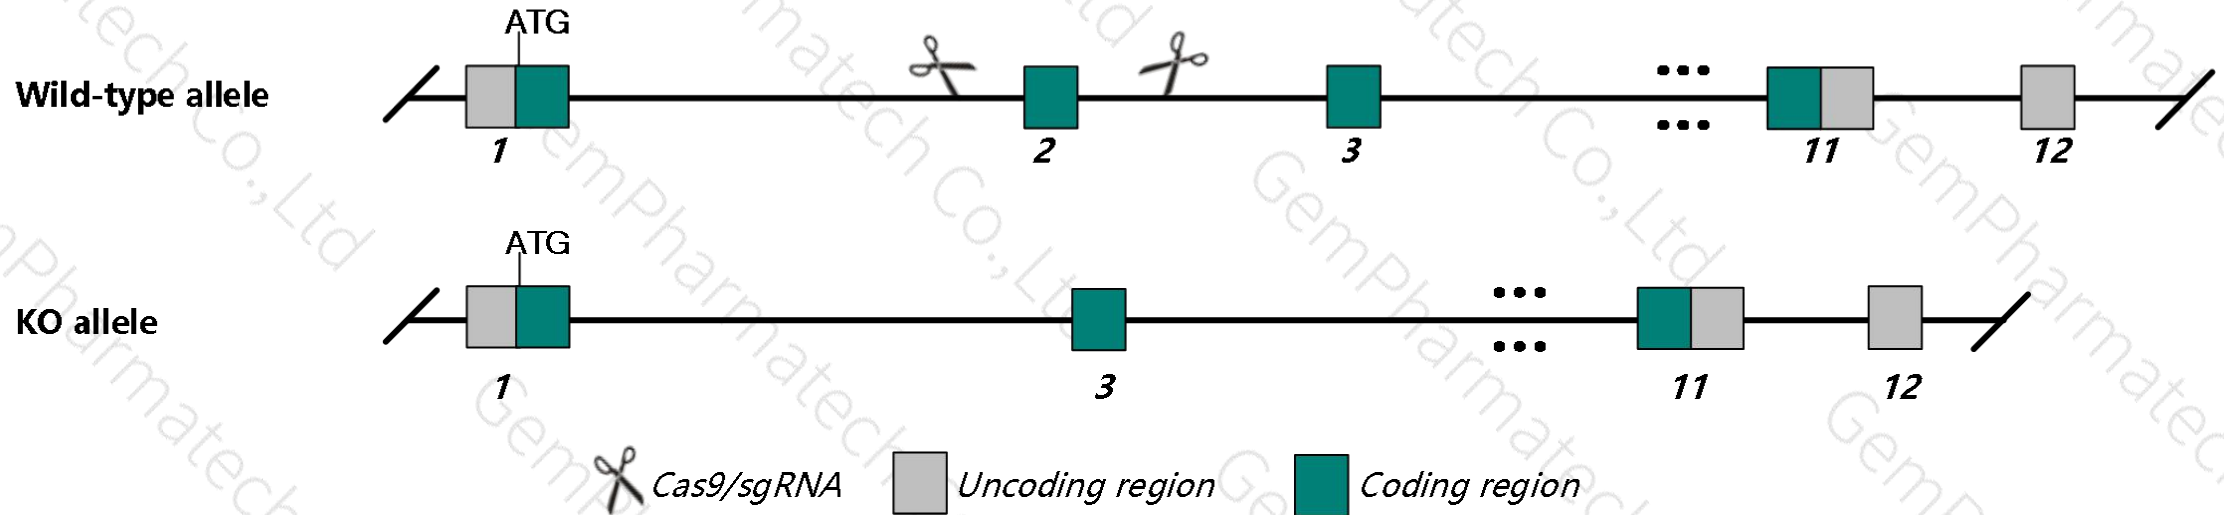 ATG
Wild-type allele
1 2 3 11 12
ATG
KO allele
1 3 11 12
Cas9/sgRNA Uncoding region Coding region
GemPharmatech Co.,Ltd